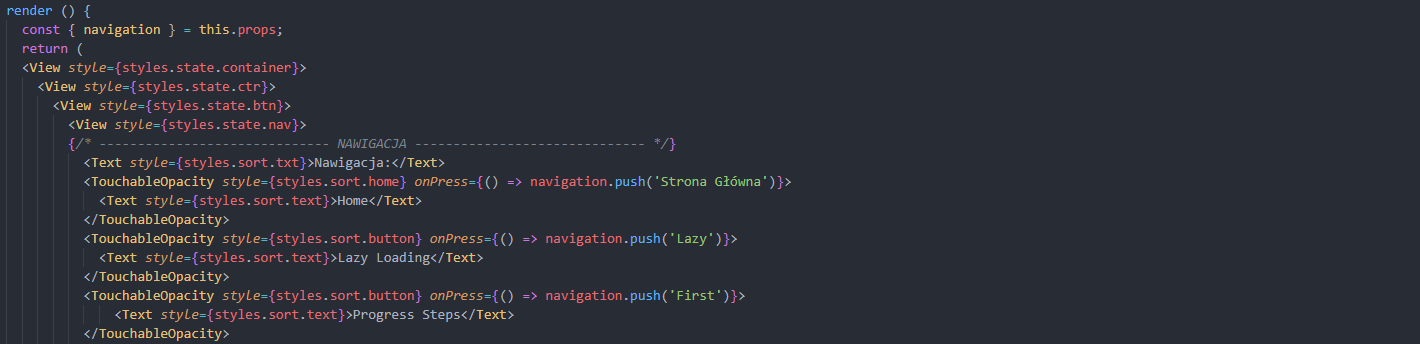 render () {
const { navigation } = this.props;
return (
<View style={styles.state.container}>
<View style={styles.state.ctr}>
<View style={styles.state.btn}>
<View style={styles.state.nav}>
{/* ------------------------------ NAWIGACJA ------------------------------ */}
<Text style={styles.sort.txt}>Nawigacja:</Text>
<TouchableOpacity style={styles.sort.home} onPress={() => navigation.push('Strona Główna')}>
<Text style={styles.sort.text}>Home</Text>
</TouchableOpacity>
<TouchableOpacity style={styles.sort.button} onPress={() => navigation.push('Lazy')}>
<Text style={styles.sort.text}>Lazy Loading</Text>
</TouchableOpacity>
<TouchableOpacity style={styles.sort.button} onPress={() => navigation.push('First')}>
<Text style={styles.sort.text}>Progress Steps</Text>
</TouchableOpacity>